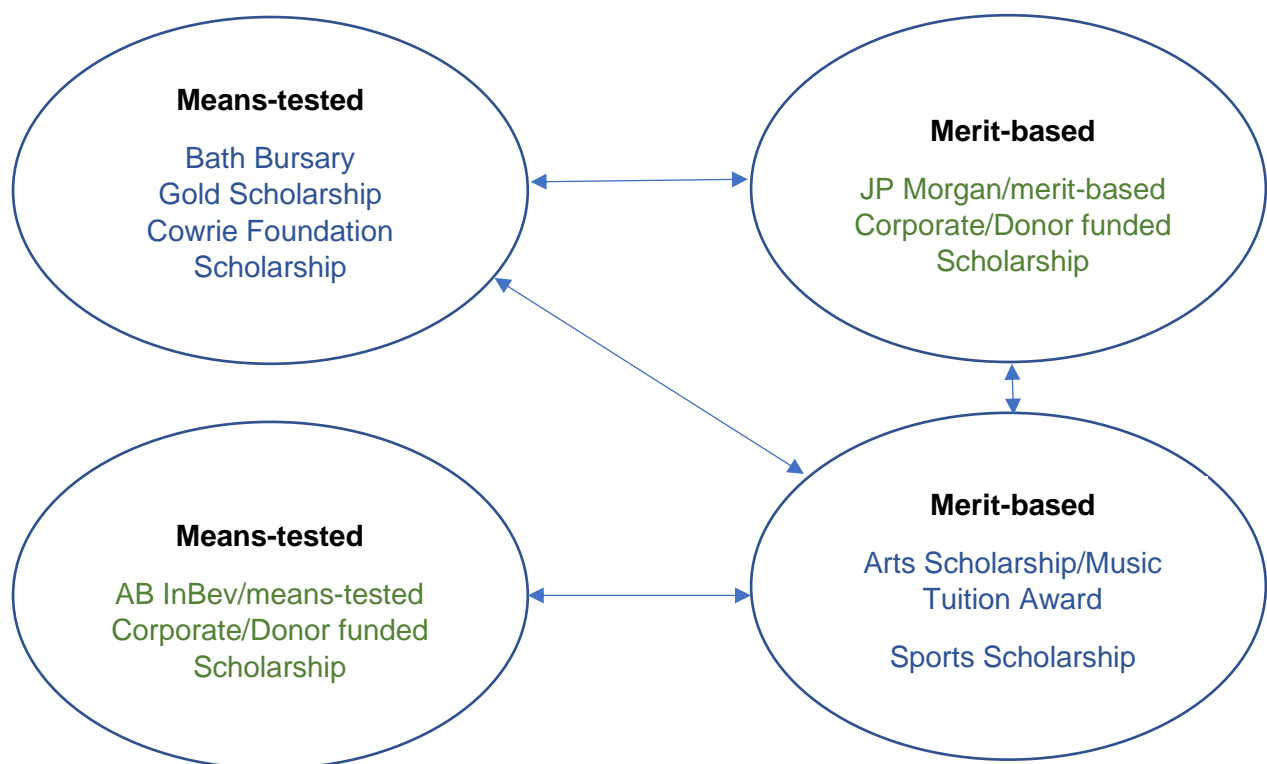 Means-tested
Bath Bursary
Gold Scholarship
Cowrie Foundation
Scholarship
Merit-based
JP Morgan/merit-based
Corporate/Donor funded
Scholarship
Means-tested
AB InBev/means-tested
Corporate/Donor funded
Scholarship
Merit-based
Arts Scholarship/Music
Tuition Award
Sports Scholarship